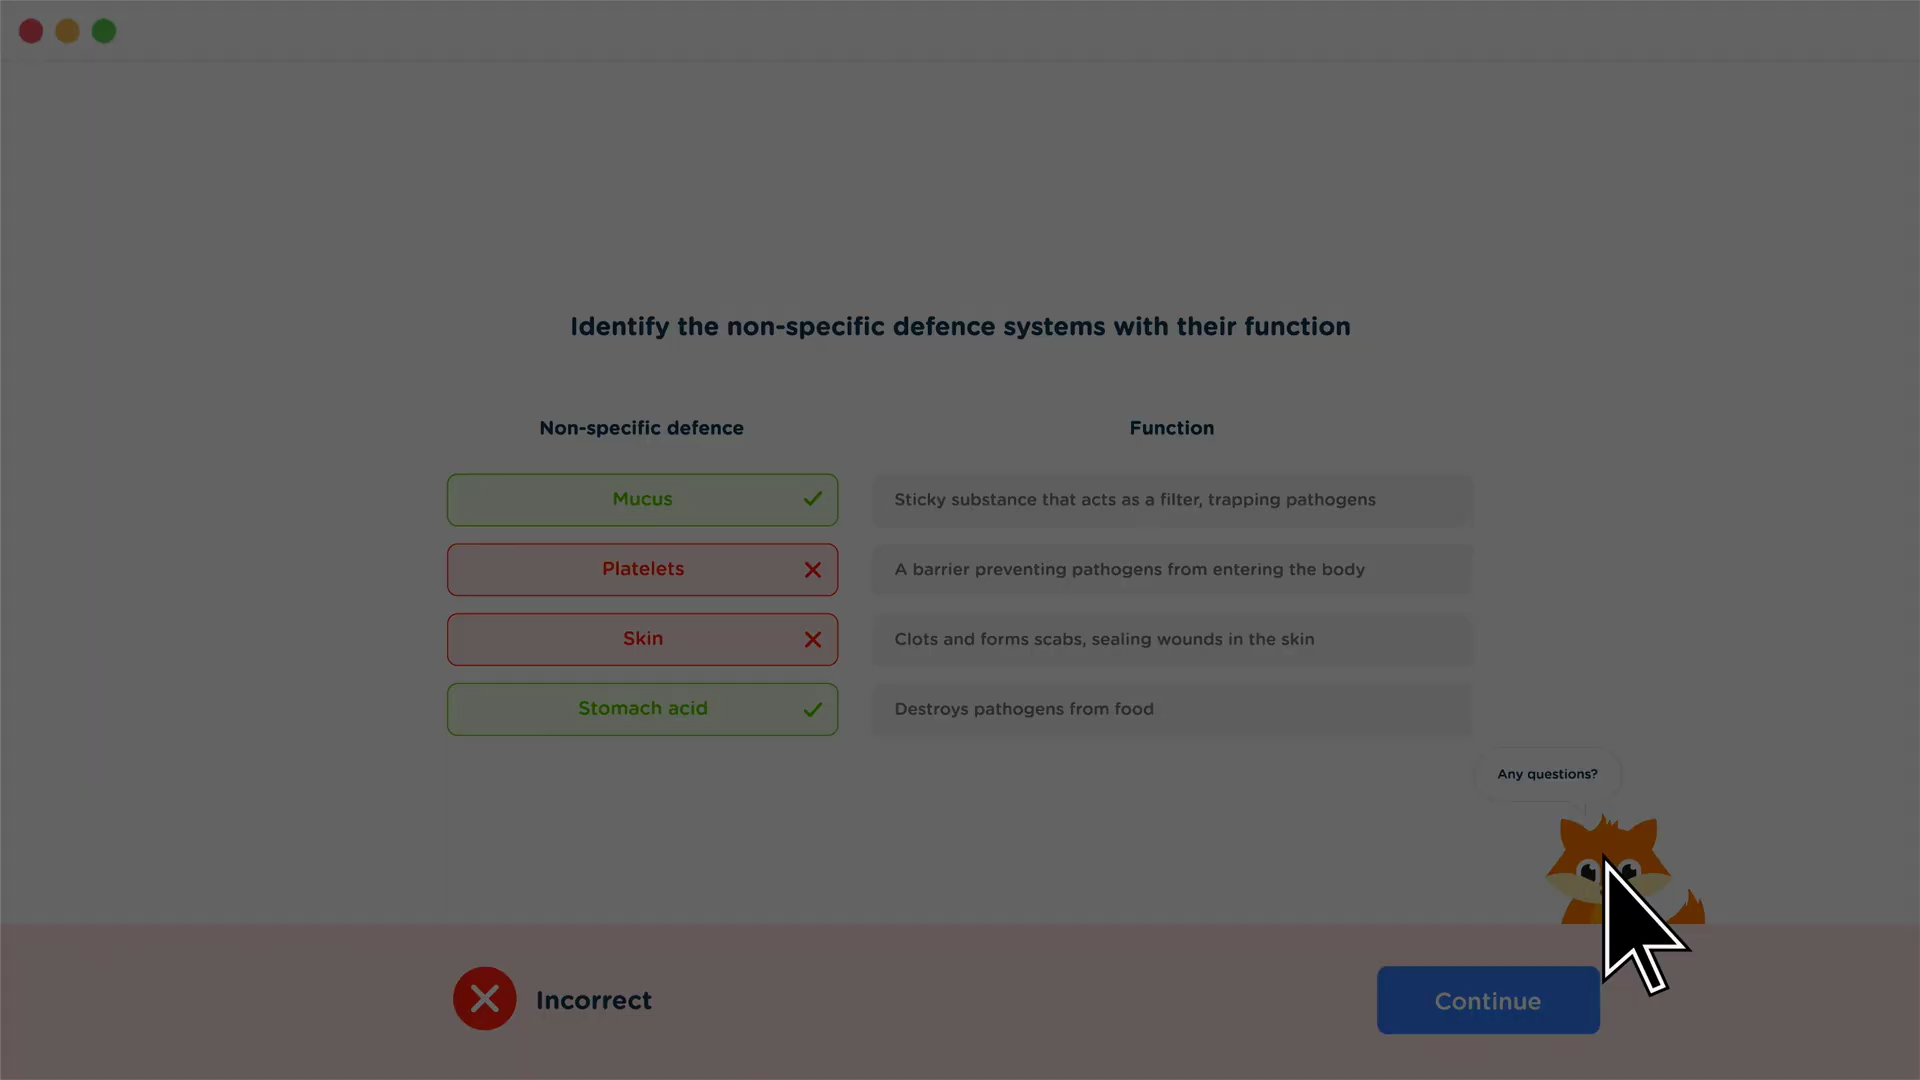 Identify the non-specific defence systems with their function
Non-specific defence
Function
Mucus
Sticky substance that acts as a filter, trapping pathogens
Platelets
A barrier preventing pathogens from entering the body
Skin
Clots and forms scabs, sealing wounds in the skin
Stomach acid
Destroys pathogens from food
Any questions?
Incorrect
Continue